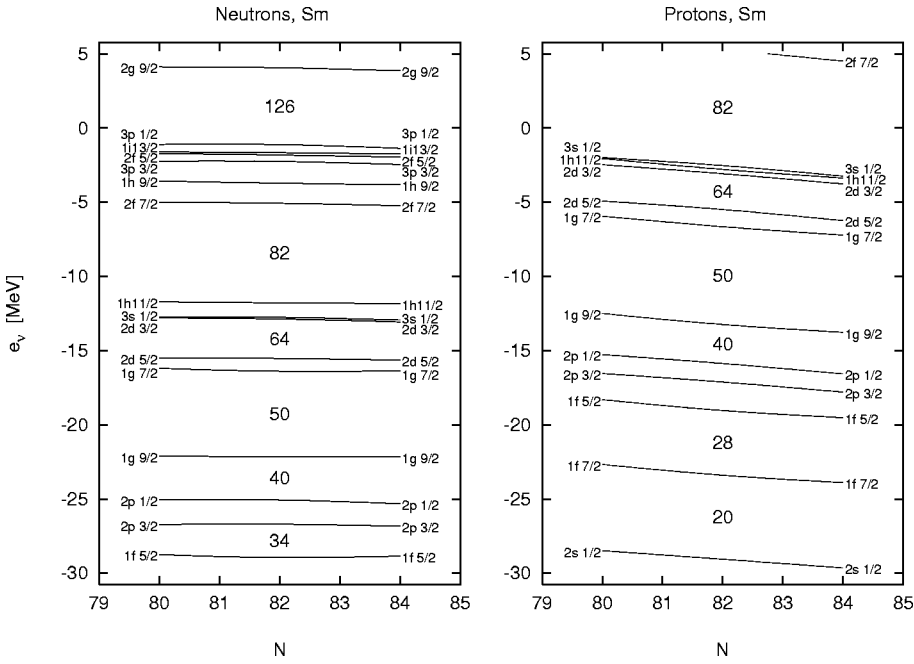 Neutrons, Sm
Protons, Sm
e_ν [MeV]
5
0
−5
−10
−15
−20
−25
−30
2g 9/2
2g 9/2
126
3p 1/2
3p 1/2
1i13/2
1i13/2
2f 5/2
2f 5/2
3p 3/2
3p 3/2
1h 9/2
1h 9/2
2f 7/2
2f 7/2
82
1h11/2
1h11/2
3s 1/2
3s 1/2
2d 3/2
2d 3/2
64
2d 5/2
2d 5/2
1g 7/2
1g 7/2
50
1g 9/2
1g 9/2
40
2p 1/2
2p 1/2
2p 3/2
2p 3/2
34
1f 5/2
1f 5/2
79 80 81 82 83 84 85
N
5
0
−5
−10
−15
−20
−25
−30
2f 7/2
82
3s 1/2
3s 1/2
1h11/2
1h11/2
2d 3/2
2d 3/2
64
2d 5/2
2d 5/2
1g 7/2
1g 7/2
50
1g 9/2
1g 9/2
40
2p 1/2
2p 1/2
2p 3/2
2p 3/2
1f 5/2
1f 5/2
28
1f 7/2
1f 7/2
20
2s 1/2
2s 1/2
79 80 81 82 83 84 85
N